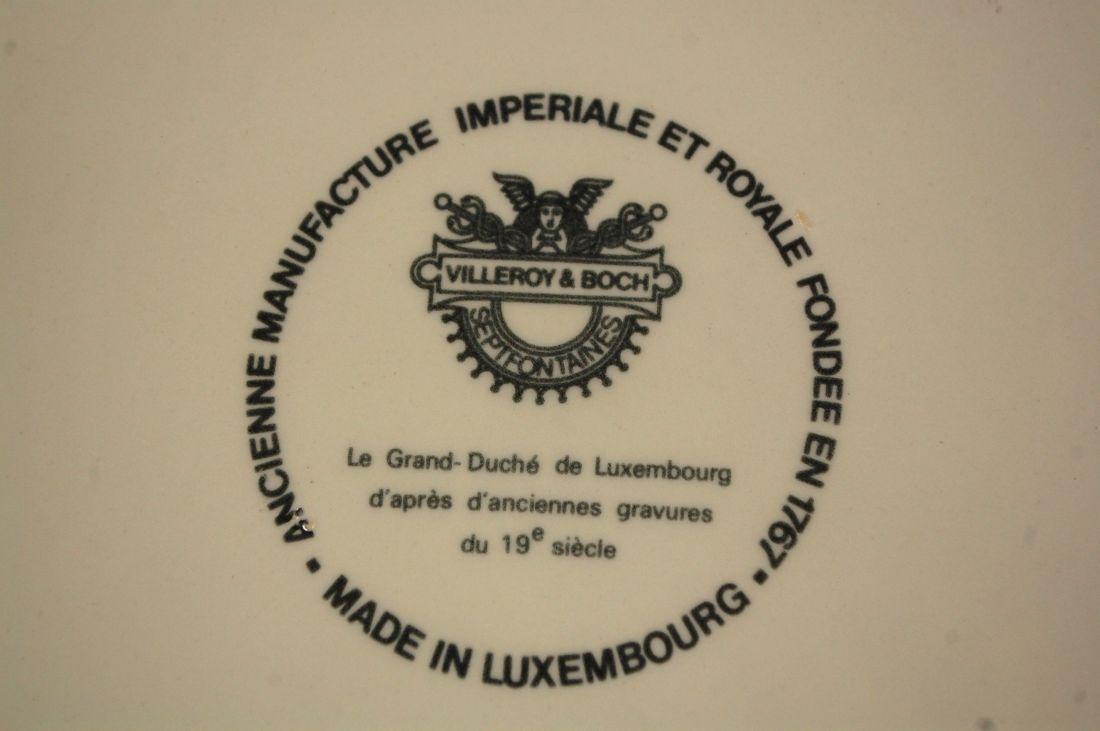 ANCIENNE MANUFACTURE IMPERIALE ET ROYALE FONDEE EN 1767
VILLEROY & BOCH
SEPTFONTAINES
Le Grand-Duché de Luxembourg
d'après d'anciennes gravures
du 19e siècle
MADE IN LUXEMBOURG